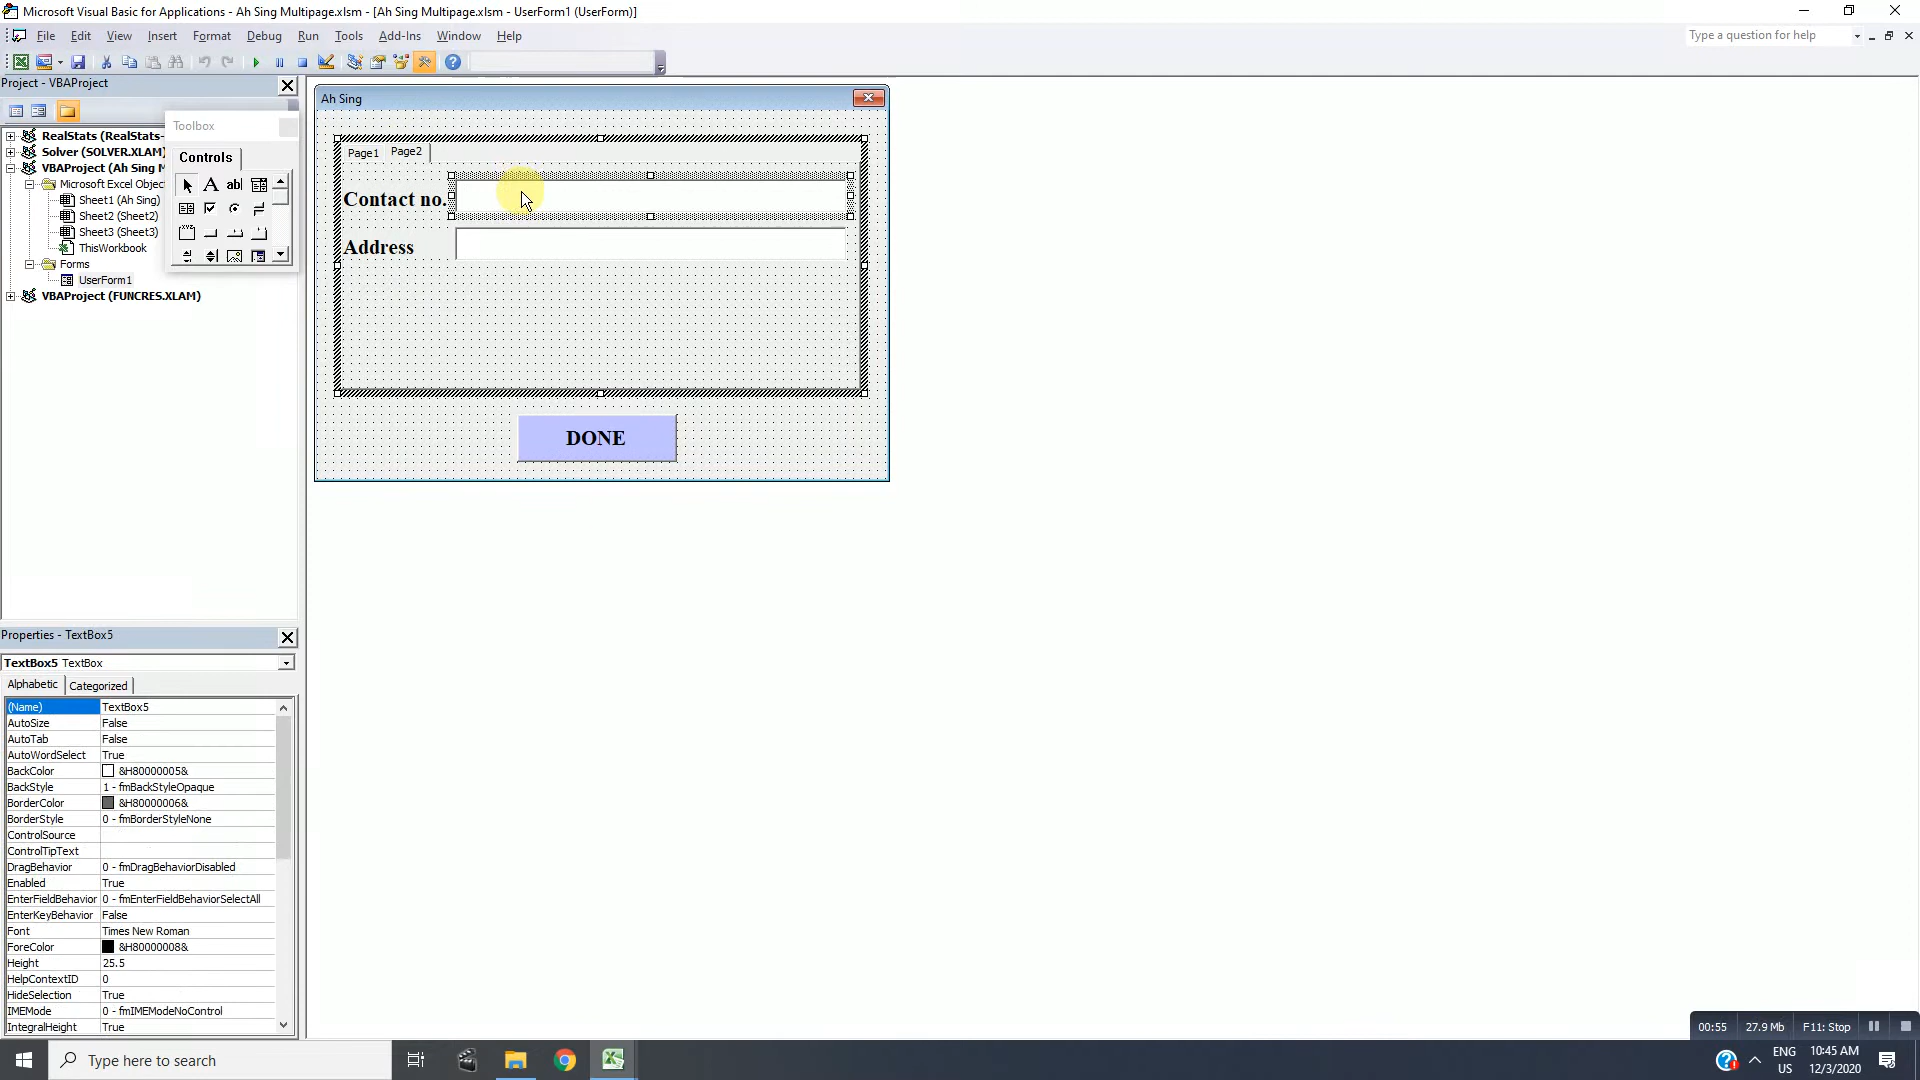 Microsoft Visual Basic for Applications - Ah Sing Multipage.xlsm - [Ah Sing Multipage.xlsm - UserForm1 (UserForm)]
File Edit View Insert Format Debug Run Tools Add-Ins Window Help
Type a question for help
Project - VBAProject
RealStats (RealStats-
Solver (SOLVER.XLAM)
VBAProject (Ah Sing M
Microsoft Excel Objec
Sheet1 (Ah Sing)
Sheet2 (Sheet2)
Sheet3 (Sheet3)
ThisWorkbook
Forms
UserForm1
VBAProject (FUNCRES.XLAM)
Toolbox
Controls
A
ab
XYZ
Ah Sing
Page1 Page2
Contact no.
Address
DONE
Properties - TextBox5
TextBox5 TextBox
Alphabetic Categorized
(Name) TextBox5
AutoSize False
AutoTab False
AutoWordSelect True
BackColor &H80000005&
BackStyle 1 - fmBackStyleOpaque
BorderColor &H80000006&
BorderStyle 0 - fmBorderStyleNone
ControlSource
ControlTipText
DragBehavior 0 - fmDragBehaviorDisabled
Enabled True
EnterFieldBehavior 0 - fmEnterFieldBehaviorSelectAll
EnterKeyBehavior False
Font Times New Roman
ForeColor &H80000008&
Height 25.5
HelpContextID 0
HideSelection True
IMEMode 0 - fmIMEModeNoControl
IntegralHeight True
00:55 27.9 Mb F11: Stop
Type here to search
ENG
US
10:45 AM
12/3/2020